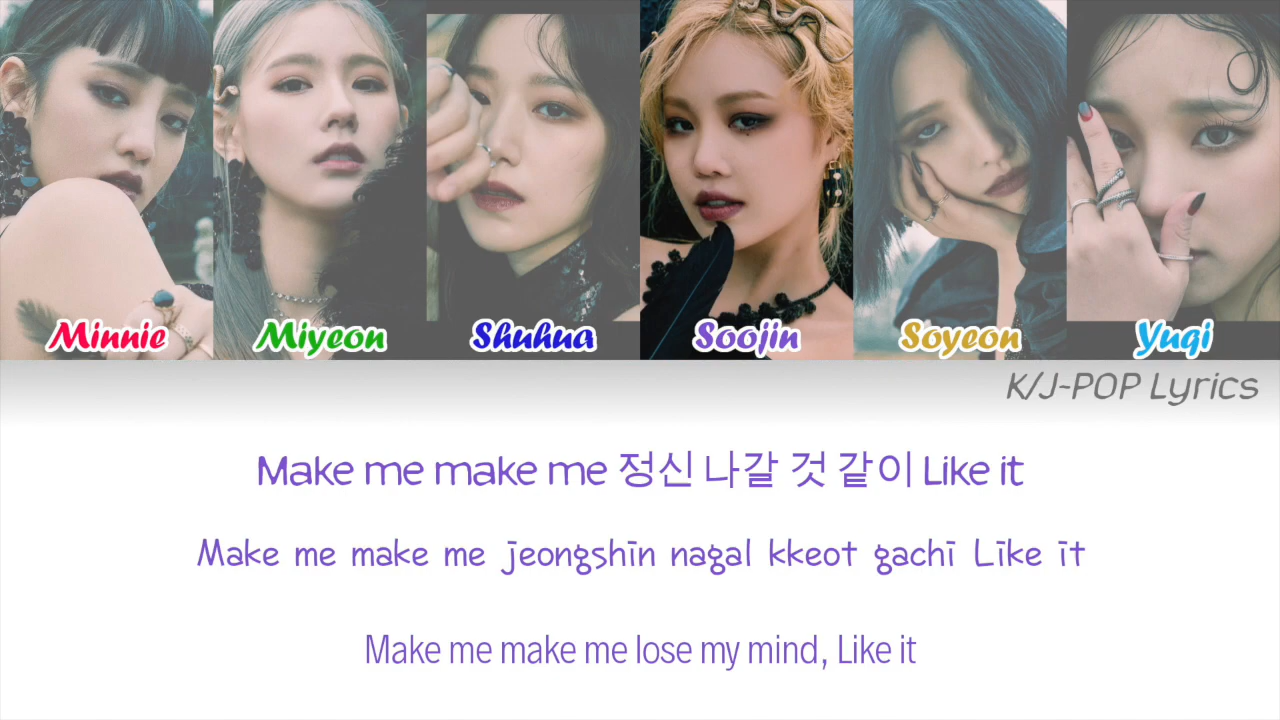 Minnie Miyeon Shuhua Soojin Soyeon Yuqi
K/J-POP Lyrics
Make me make me 정신 나갈 것 같이 Like it
Make me make me jeongshin nagal kkeot gachi Like it
Make me make me lose my mind, Like it